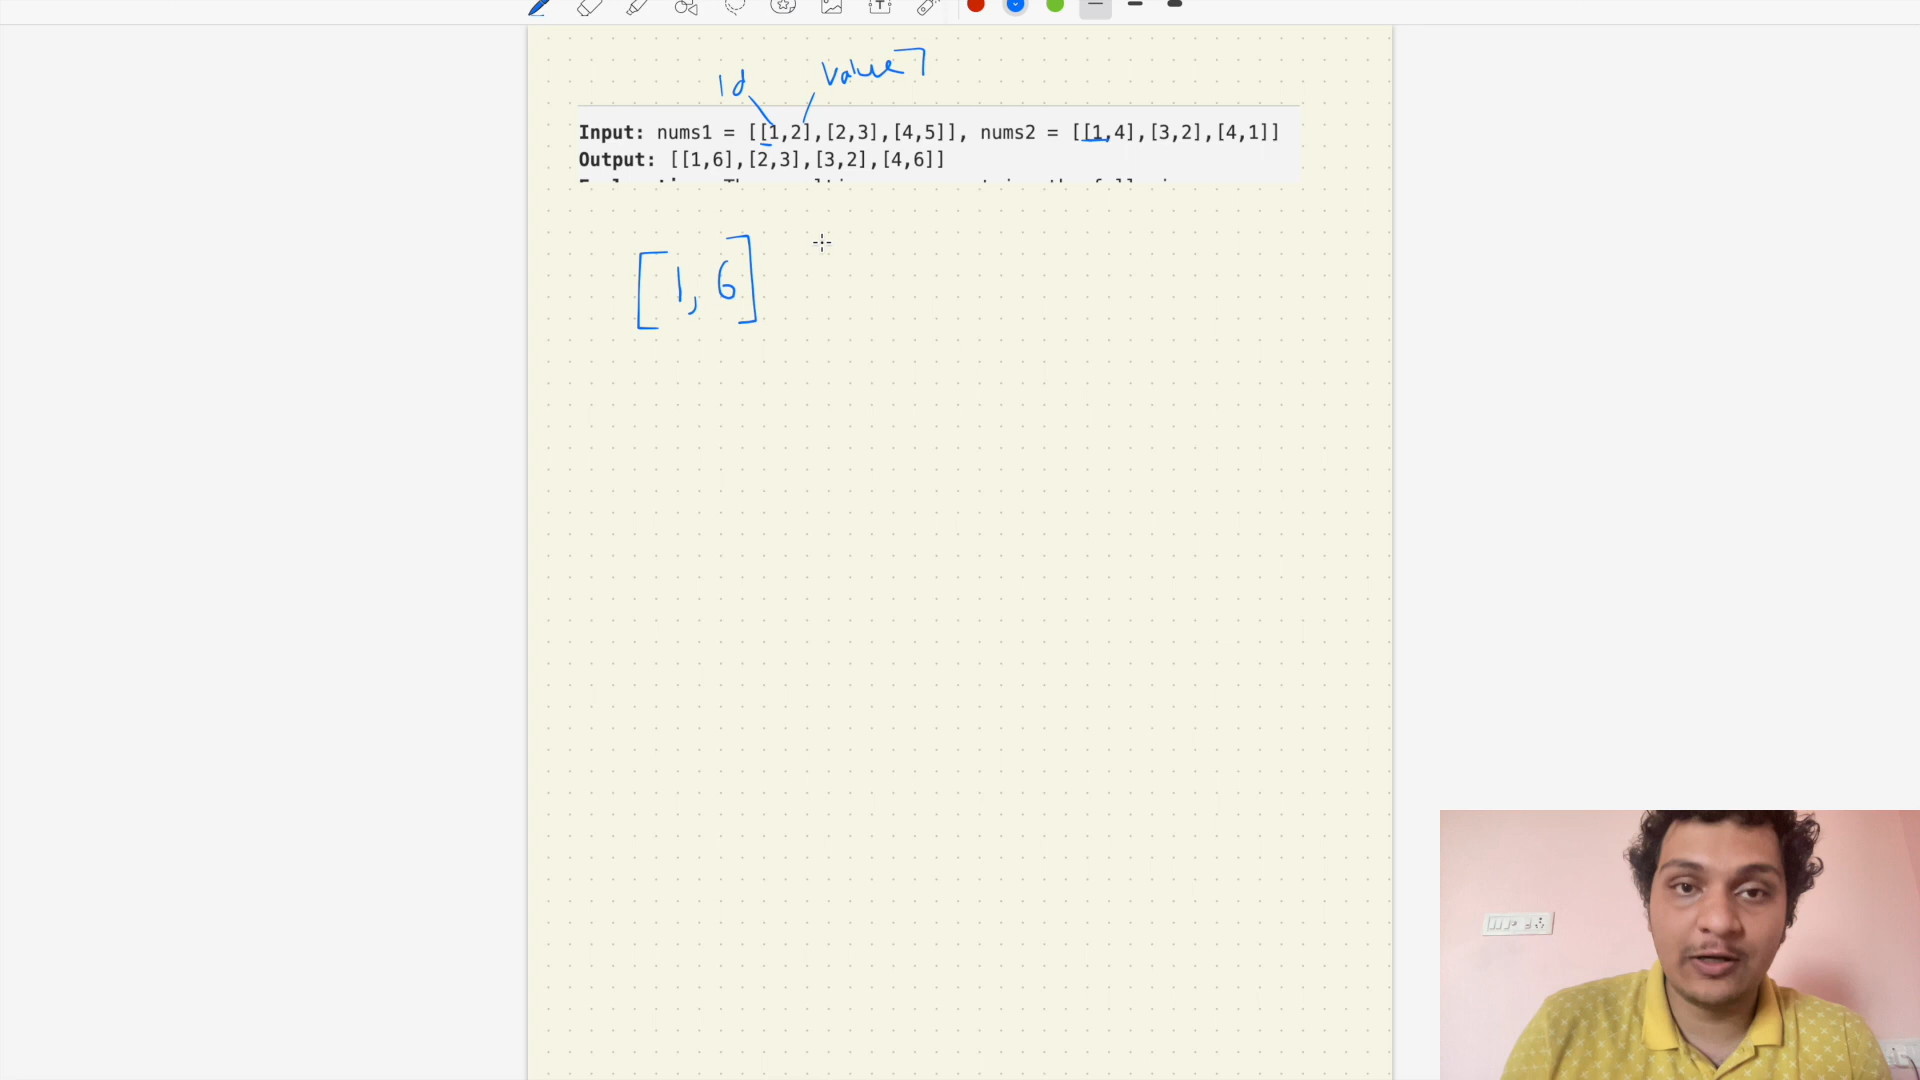 Id value
Input: nums1 = [[1,2],[2,3],[4,5]], nums2 = [[1,4],[3,2],[4,1]]
Output: [[1,6],[2,3],[3,2],[4,6]]
[1, 6]